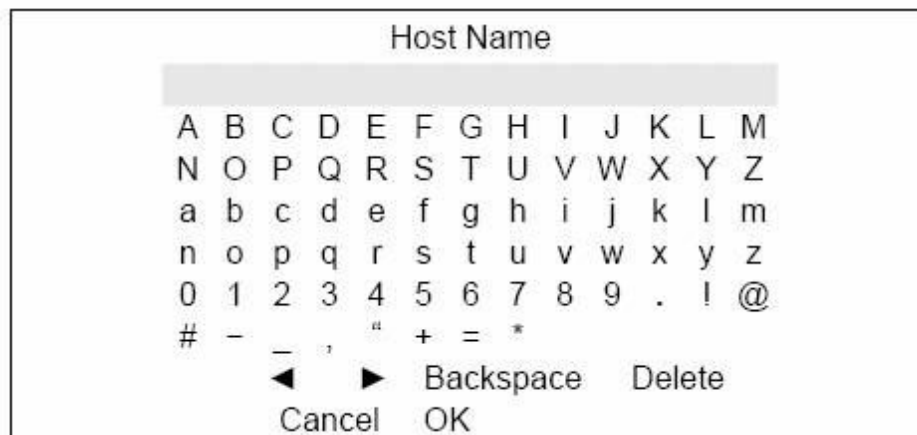 Host Name
A B C D E F G H I J K L M
N O P Q R S T U V W X Y Z
a b c d e f g h i j k l m
n o p q r s t u v w x y z
0 1 2 3 4 5 6 7 8 9 . ! @
# – _ , “ + = *
◄ ► Backspace Delete
Cancel OK